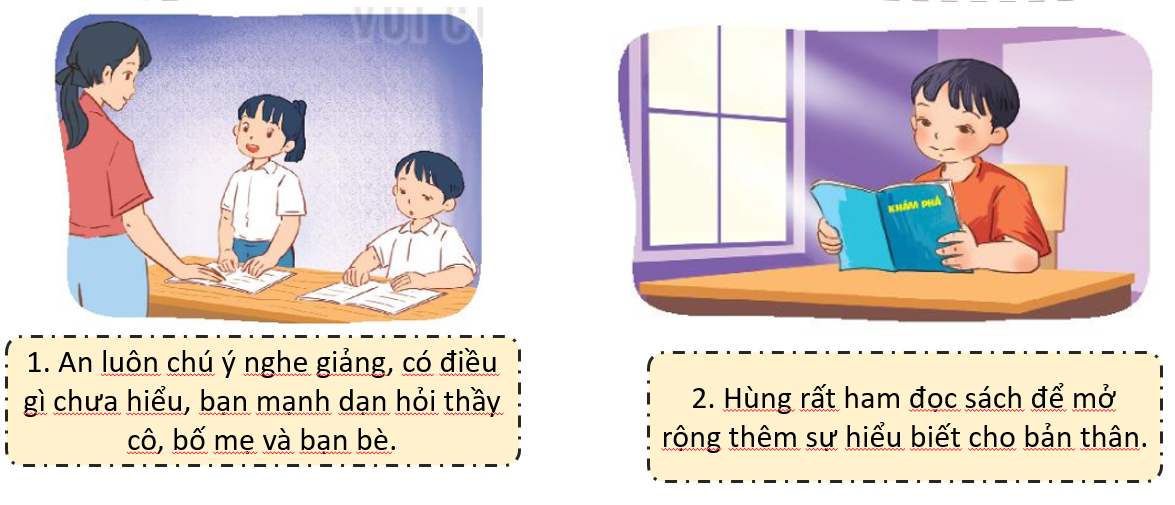 VUI
KHÁM PHÁ
1. An luôn chú ý nghe giảng, có điều
gì chưa hiểu, bạn mạnh dạn hỏi thầy
cô, bố mẹ và bạn bè.
2. Hùng rất ham đọc sách để mở
rộng thêm sự hiểu biết cho bản thân.